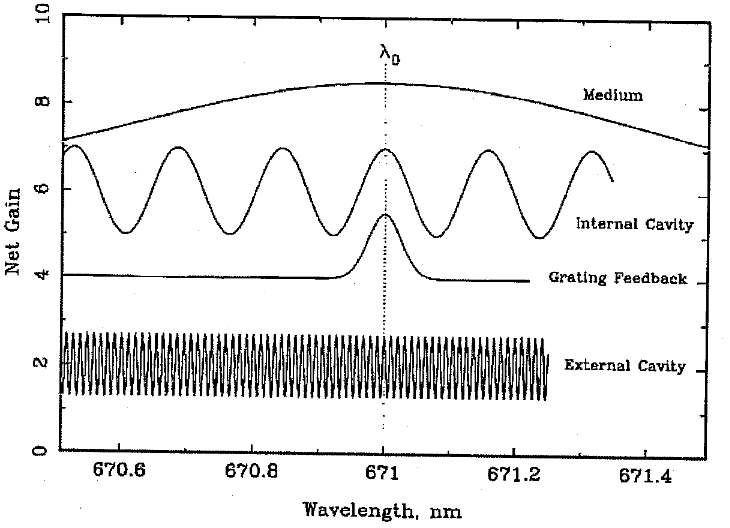 λ0
Medium
Internal Cavity
Grating Feedback
External Cavity
Net Gain
10
8
6
4
2
0
670.6 670.8 671 671.2 671.4
Wavelength, nm